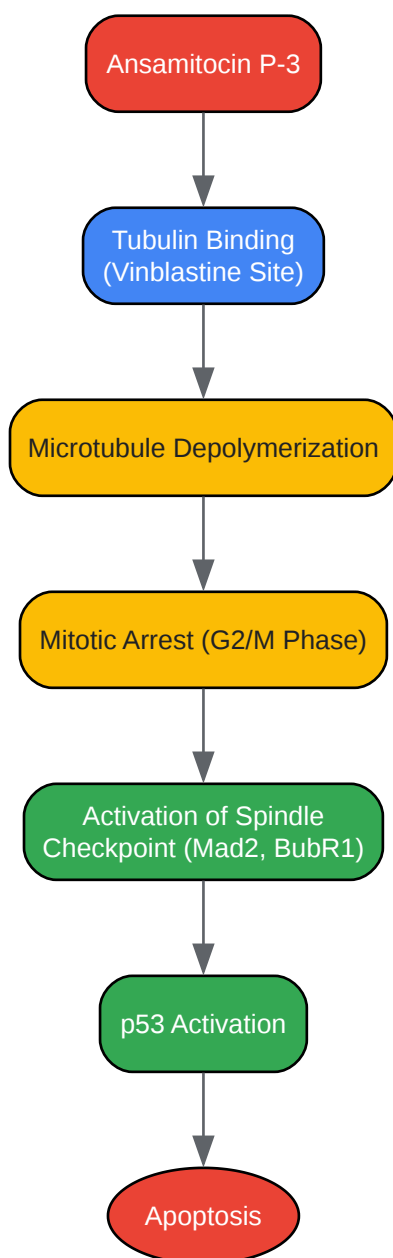 Ansamitocin P-3
Tubulin Binding
(Vinblastine Site)
Microtubule Depolymerization
Mitotic Arrest (G2/M Phase)
Activation of Spindle
Checkpoint (Mad2, BubR1)
p53 Activation
Apoptosis